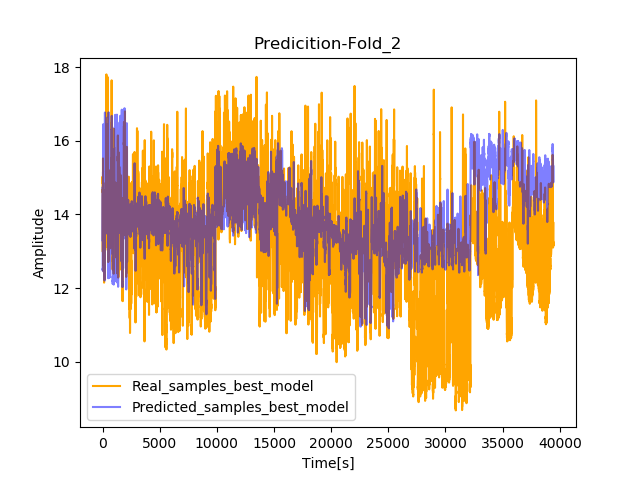 Predicition-Fold_2
18
16
14
12
10
Amplitude
Real_samples_best_model
Predicted_samples_best_model
0 5000 10000 15000 20000 25000 30000 35000 40000
Time[s]